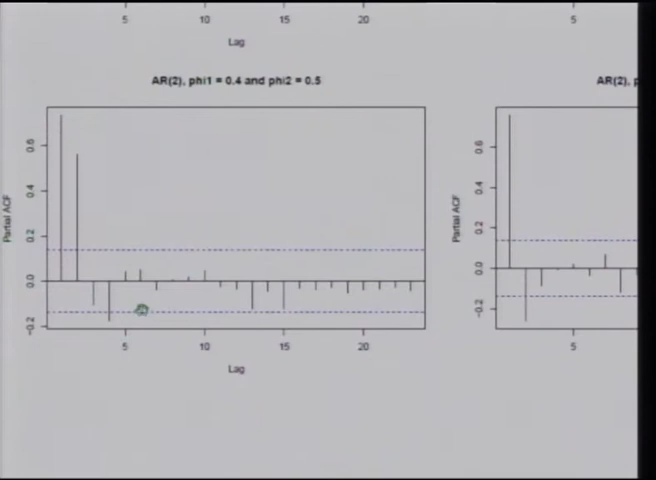 5 10 15 20 5
Lag
AR(2), phi1 = 0.4 and phi2 = 0.5
AR(2), p
Partial ACF
0.6
0.4
0.2
0.0
-0.2
5 10 15 20
Lag
Partial ACF
0.6
0.4
0.2
0.0
-0.2
5